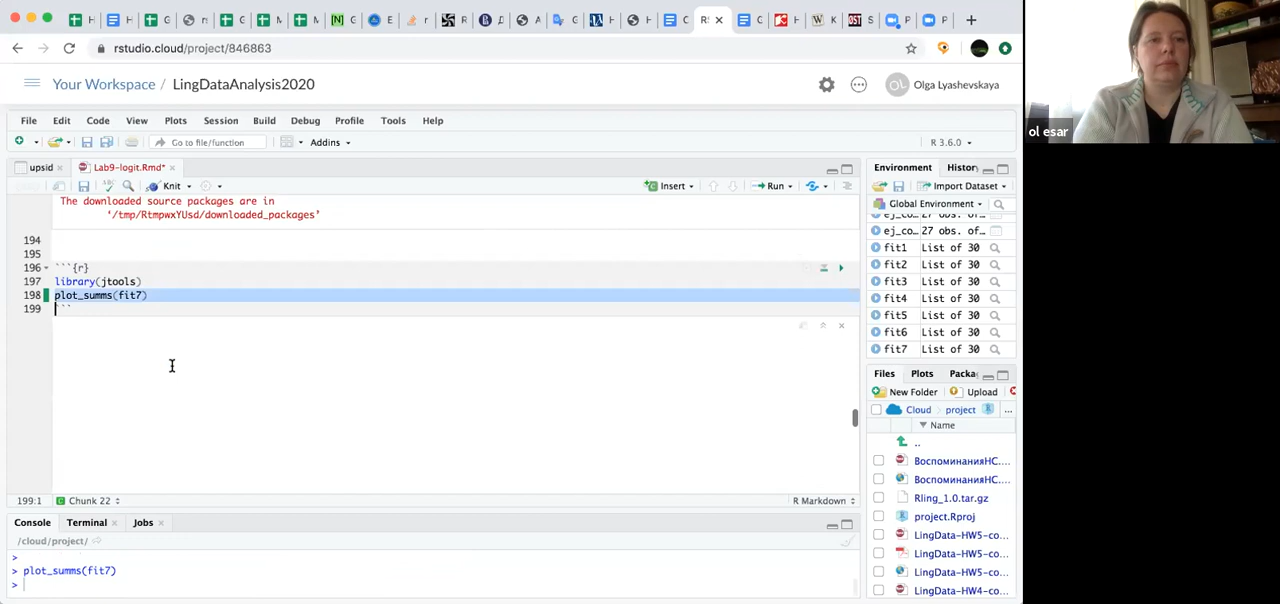 rstudio.cloud/project/846863
Your Workspace / LingDataAnalysis2020
Olga Lyashevskaya
File Edit Code View Plots Session Build Debug Profile Tools Help
Go to file/function Addins
R 3.6.0
upsid Lab9-logit.Rmd*
Knit Insert Run
The downloaded source packages are in
'/tmp/RtmpwxYUsd/downloaded_packages'
194
195
196 ```{r}
197 library(jtools)
198 plot_summs(fit7)
199 ```
199:1 Chunk 22 R Markdown
Console Terminal Jobs
/cloud/project/
>
> plot_summs(fit7)
>
Environment Histor
Import Dataset
Global Environment
ej_co... 27 obs. of...
fit1 List of 30
fit2 List of 30
fit3 List of 30
fit4 List of 30
fit5 List of 30
fit6 List of 30
fit7 List of 30
Files Plots Packa
New Folder Upload
Cloud project ...
Name
..
ВоспоминанияНС....
ВоспоминанияНС....
Rling_1.0.tar.gz
project.Rproj
LingData-HW5-co...
LingData-HW5-co...
LingData-HW5-co...
LingData-HW4-co...
ol esar